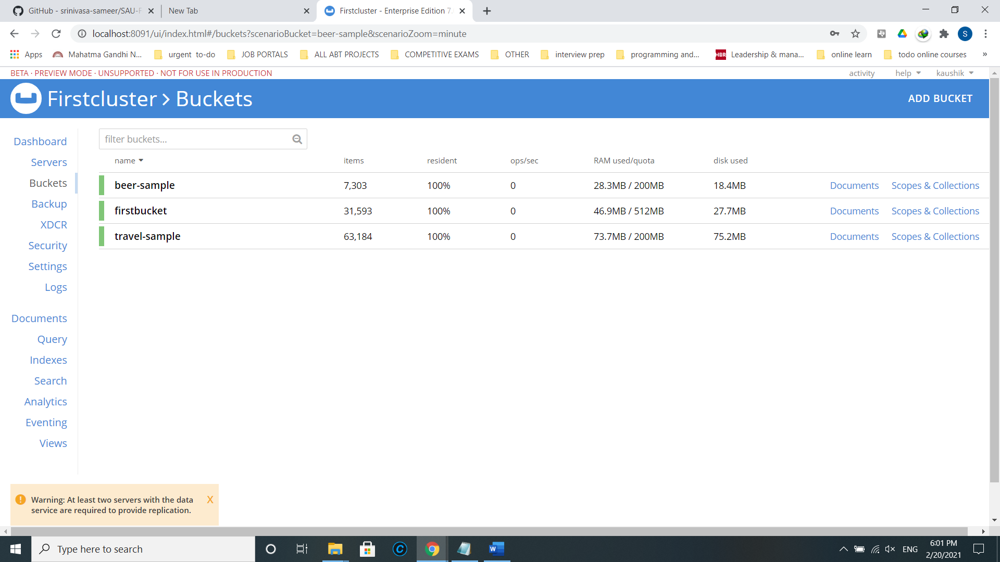 GitHub - srinivasa-sameer/SAU-F
New Tab
Firstcluster - Enterprise Edition 7.
localhost:8091/ui/index.html#/buckets?scenarioBucket=beer-sample&scenarioZoom=minute
S
Apps Mahatma Gandhi N... urgent to-do JOB PORTALS ALL ABT PROJECTS COMPETITIVE EXAMS OTHER interview prep programming and... HBR Leadership & mana... online learn todo online courses »
BETA · PREVIEW MODE · UNSUPPORTED · NOT FOR USE IN PRODUCTION
activity help kaushik
Firstcluster > Buckets
ADD BUCKET
Dashboard
Servers
Buckets
Backup
XDCR
Security
Settings
Logs
Documents
Query
Indexes
Search
Analytics
Eventing
Views
filter buckets...
name items resident ops/sec RAM used/quota disk used
beer-sample 7,303 100% 0 28.3MB / 200MB 18.4MB Documents Scopes & Collections
firstbucket 31,593 100% 0 46.9MB / 512MB 27.7MB Documents Scopes & Collections
travel-sample 63,184 100% 0 73.7MB / 200MB 75.2MB Documents Scopes & Collections
Warning: At least two servers with the data X
service are required to provide replication.
Type here to search
ENG
6:01 PM
2/20/2021